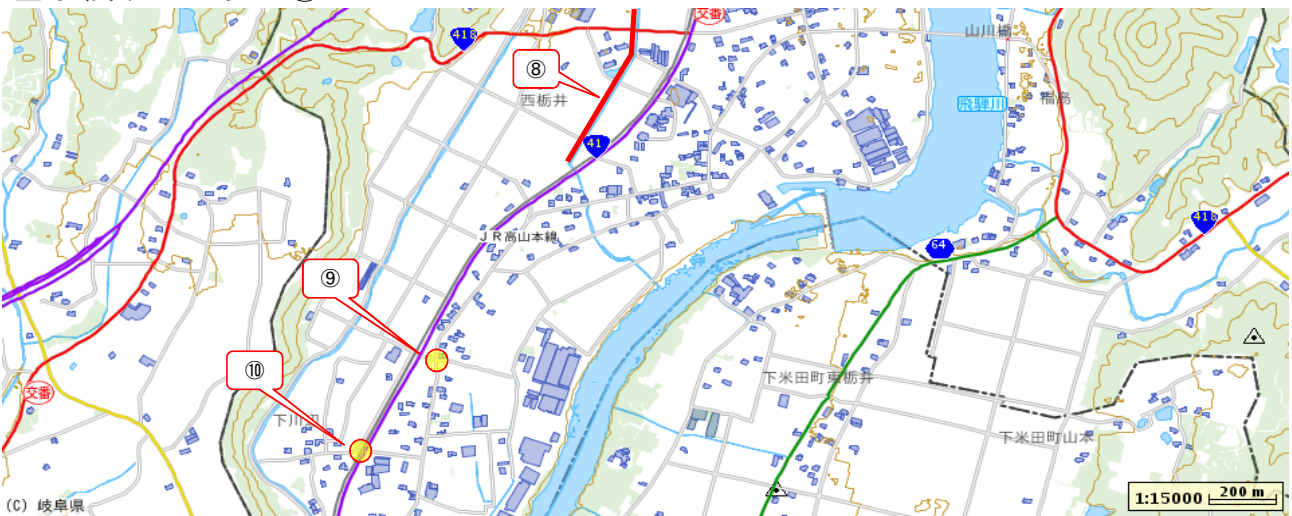 交番
418
山川橋
⑧
西栃井
福島
飛騨川
41
418
JR高山本線
64
⑨
⑩
下米田町東栃井
交番
下川辺
下米田町山本
(C) 岐阜県
1:15000 200 m